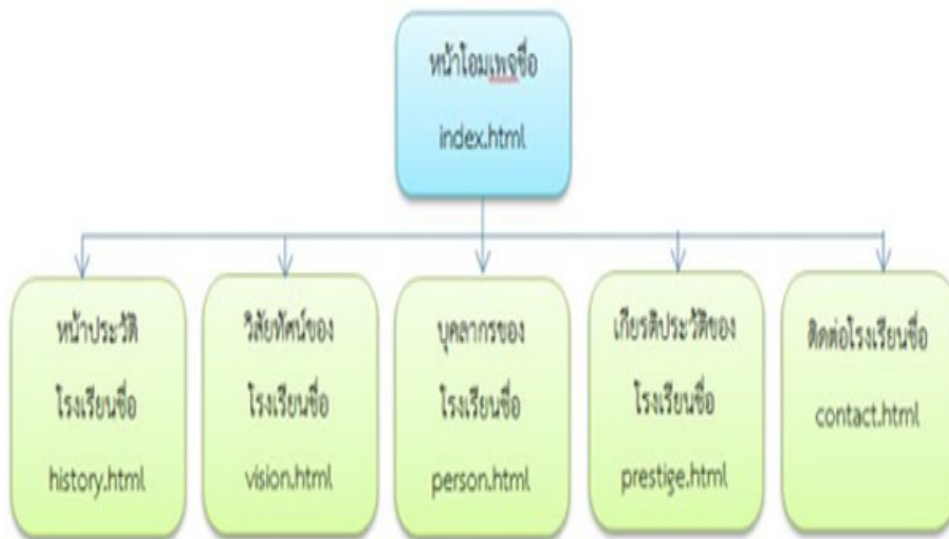 หน้าโฮมเพจชื่อ
index.html
หน้าประวัติ
โรงเรียนชื่อ
history.html
วิสัยทัศน์ของ
โรงเรียนชื่อ
vision.html
บุคลากรของ
โรงเรียนชื่อ
person.html
เกียรติประวัติของ
โรงเรียนชื่อ
prestige.html
ติดต่อโรงเรียนชื่อ
contact.html